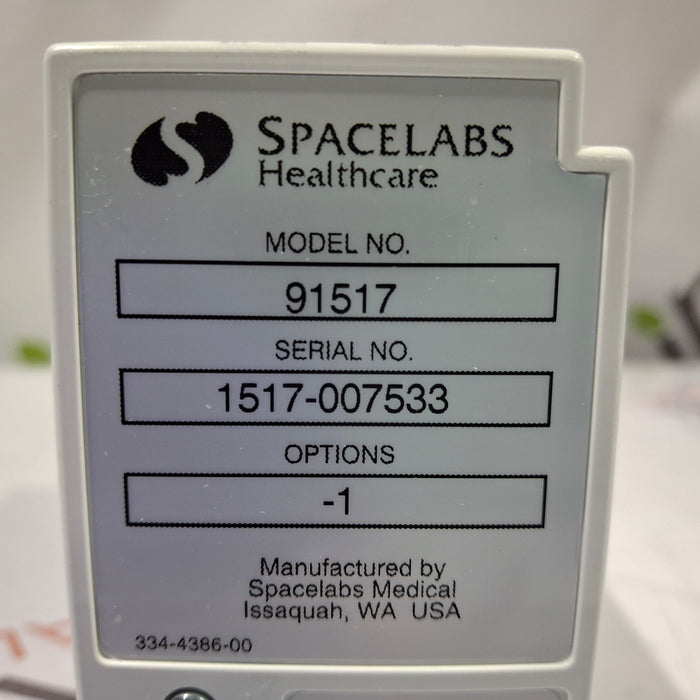 SPACELABS
Healthcare
MODEL NO.
91517
SERIAL NO.
1517-007533
OPTIONS
-1
Manufactured by
Spacelabs Medical
Issaquah, WA USA
334-4386-00